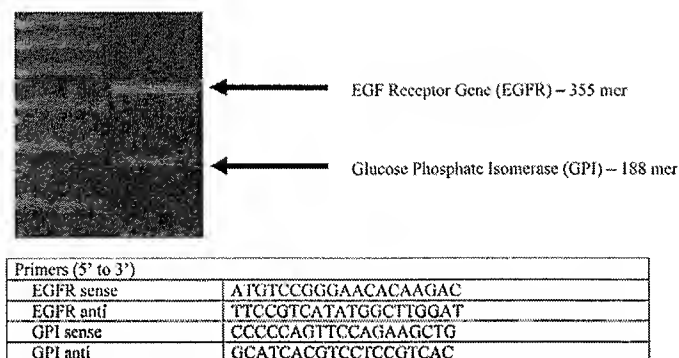 EGF Receptor Gene (EGFR) – 355 mer
Glucose Phosphate Isomerase (GPI) – 188 mer
Primers (5' to 3')
EGFR sense ATGTCCGGGAACACAAGAC
EGFR anti TTCCGTCATATGGCTTGGAT
GPI sense CCCCCAGTTCCAGAAGCTG
GPI anti GCATCACGTCCTCCGTCAC